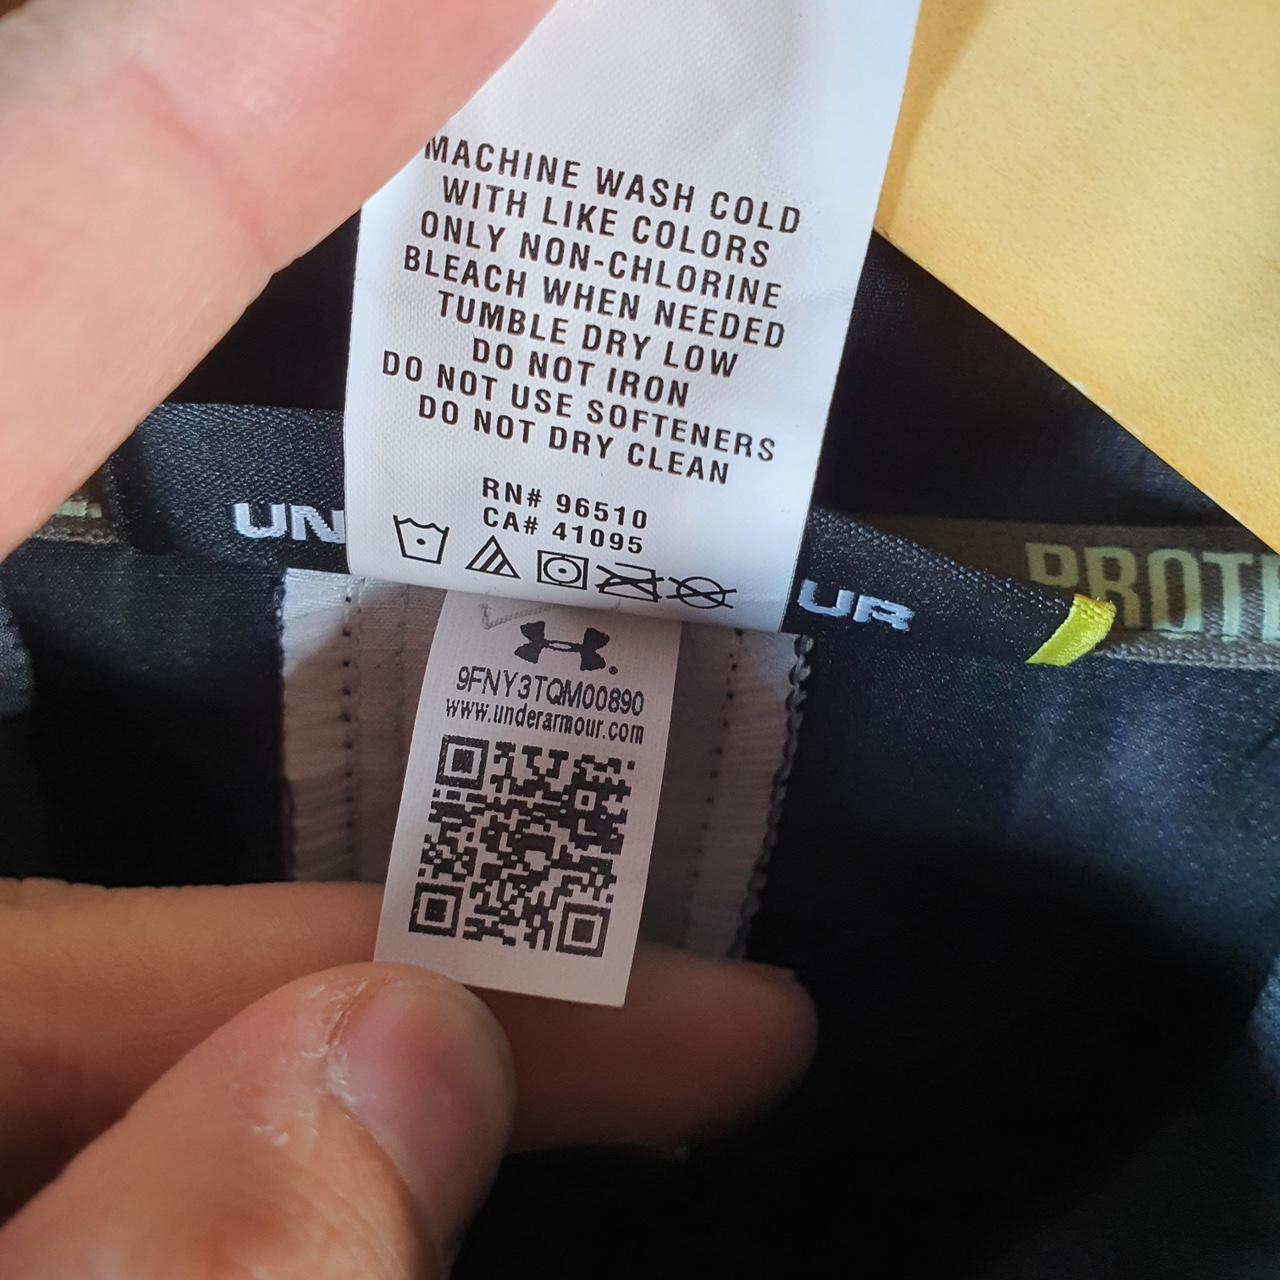 MACHINE WASH COLD
WITH LIKE COLORS
ONLY NON-CHLORINE
BLEACH WHEN NEEDED
TUMBLE DRY LOW
DO NOT IRON
DO NOT USE SOFTENERS
DO NOT DRY CLEAN
RN# 96510
CA# 41095
UN
UR
PROT
9FNY3TQM00890
www.underarmour.com